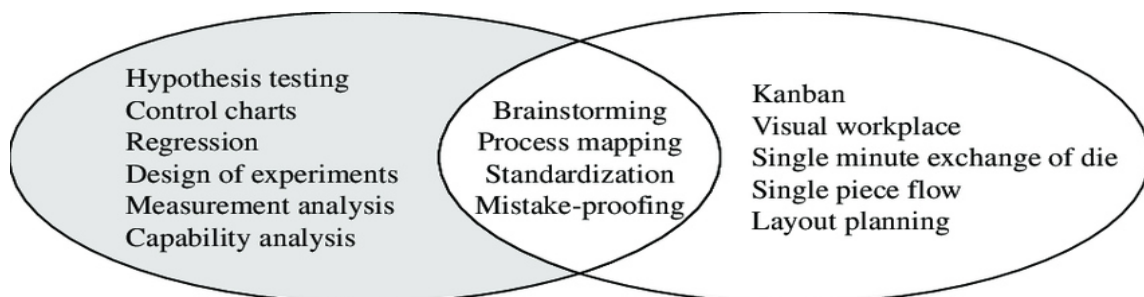 Hypothesis testing
Control charts
Regression
Design of experiments
Measurement analysis
Capability analysis
Brainstorming
Process mapping
Standardization
Mistake-proofing
Kanban
Visual workplace
Single minute exchange of die
Single piece flow
Layout planning